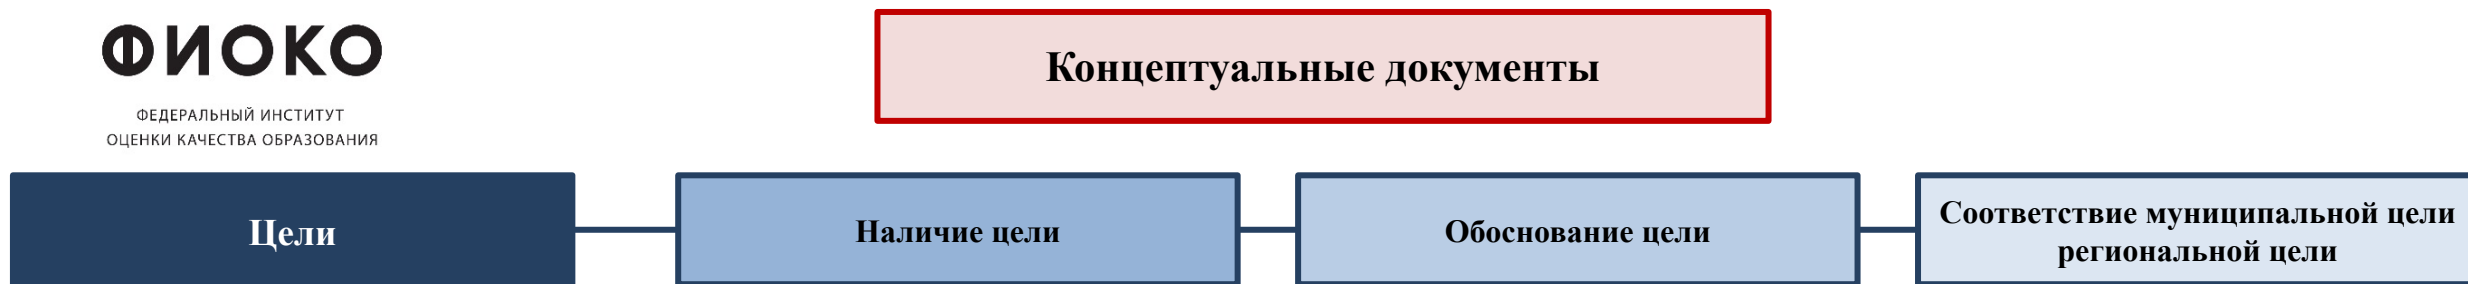 ФИОКО
ФЕДЕРАЛЬНЫЙ ИНСТИТУТ
ОЦЕНКИ КАЧЕСТВА ОБРАЗОВАНИЯ
Концептуальные документы
Цели
Наличие цели
Обоснование цели
Соответствие муниципальной цели
региональной цели